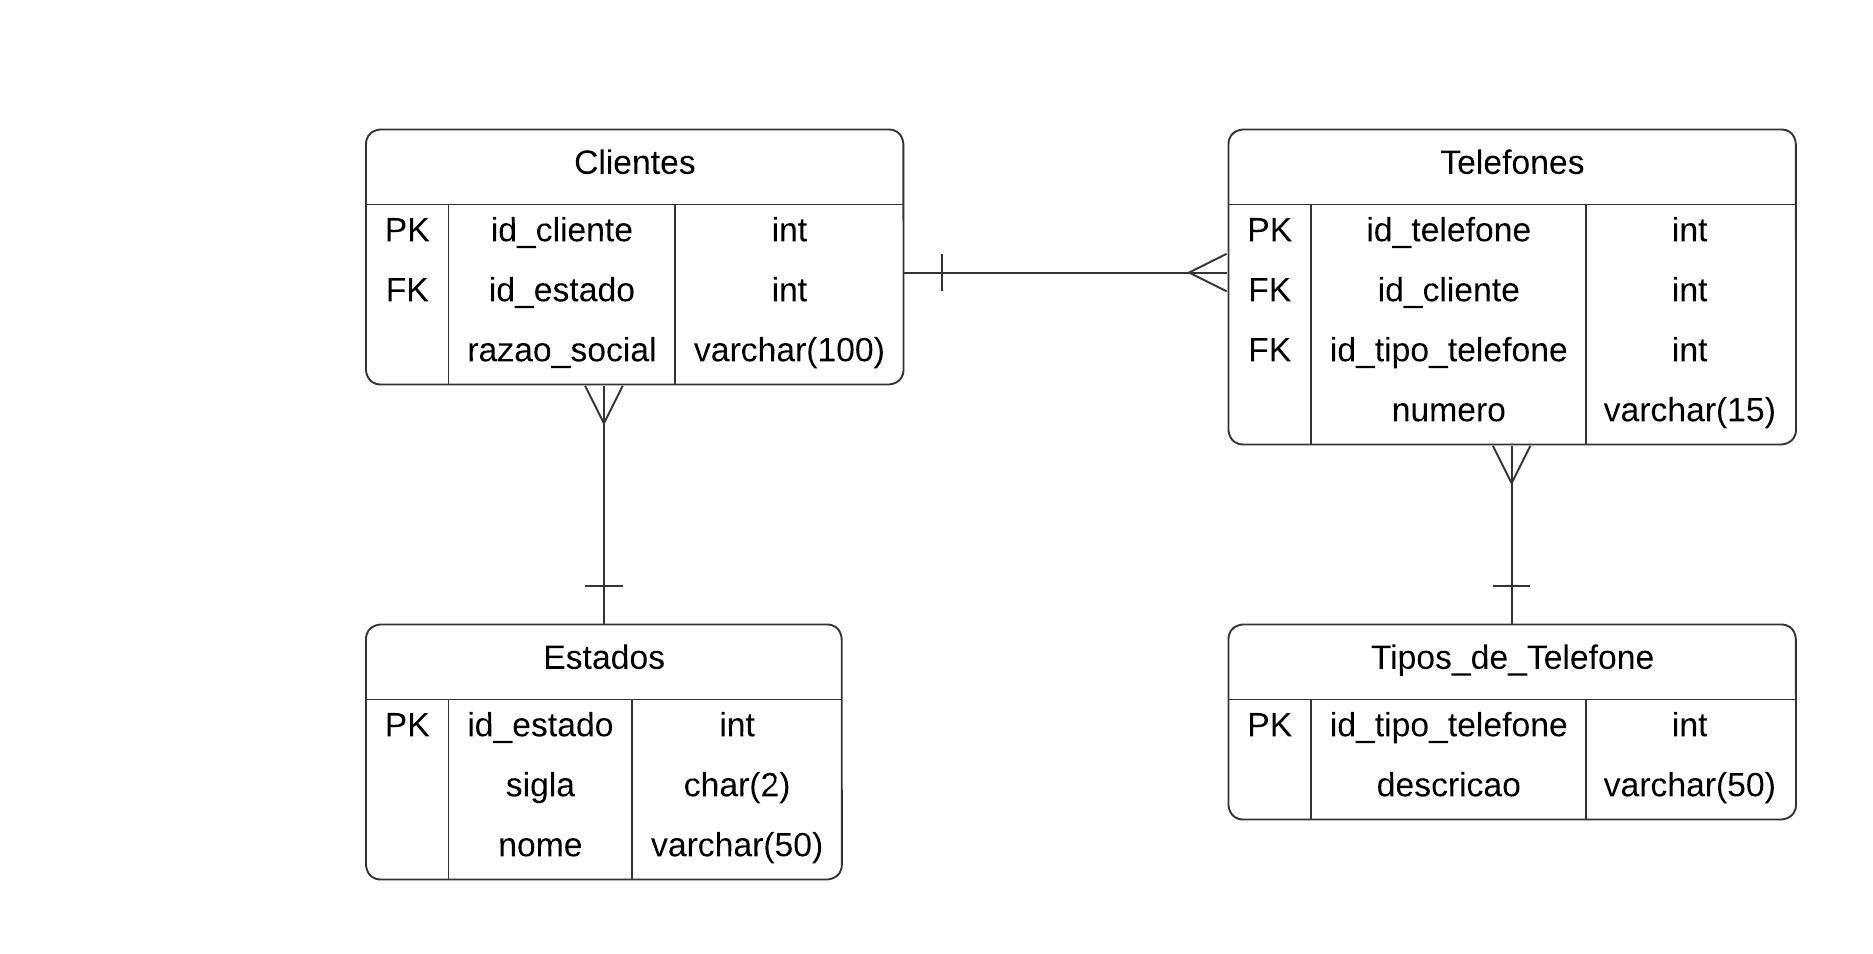 Clientes
PK id_cliente int
FK id_estado int
razao_social varchar(100)
Telefones
PK id_telefone int
FK id_cliente int
FK id_tipo_telefone int
numero varchar(15)
Estados
PK id_estado int
sigla char(2)
nome varchar(50)
Tipos_de_Telefone
PK id_tipo_telefone int
descricao varchar(50)